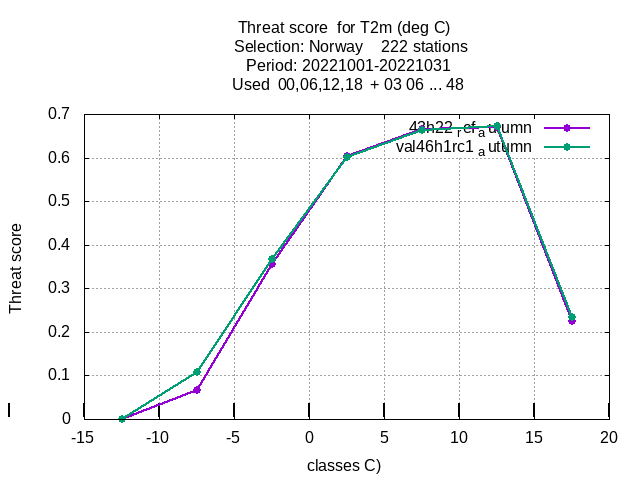 Threat score for T2m (deg C)
Selection: Norway 222 stations
Period: 20221001-20221031
Used 00,06,12,18 + 03 06 ... 48
0.7
0.6
0.5
0.4
0.3
0.2
0.1
0
Threat score
43h22_ref_autumn
val46h1rc1_autumn
-15 -10 -5 0 5 10 15 20
classes C)